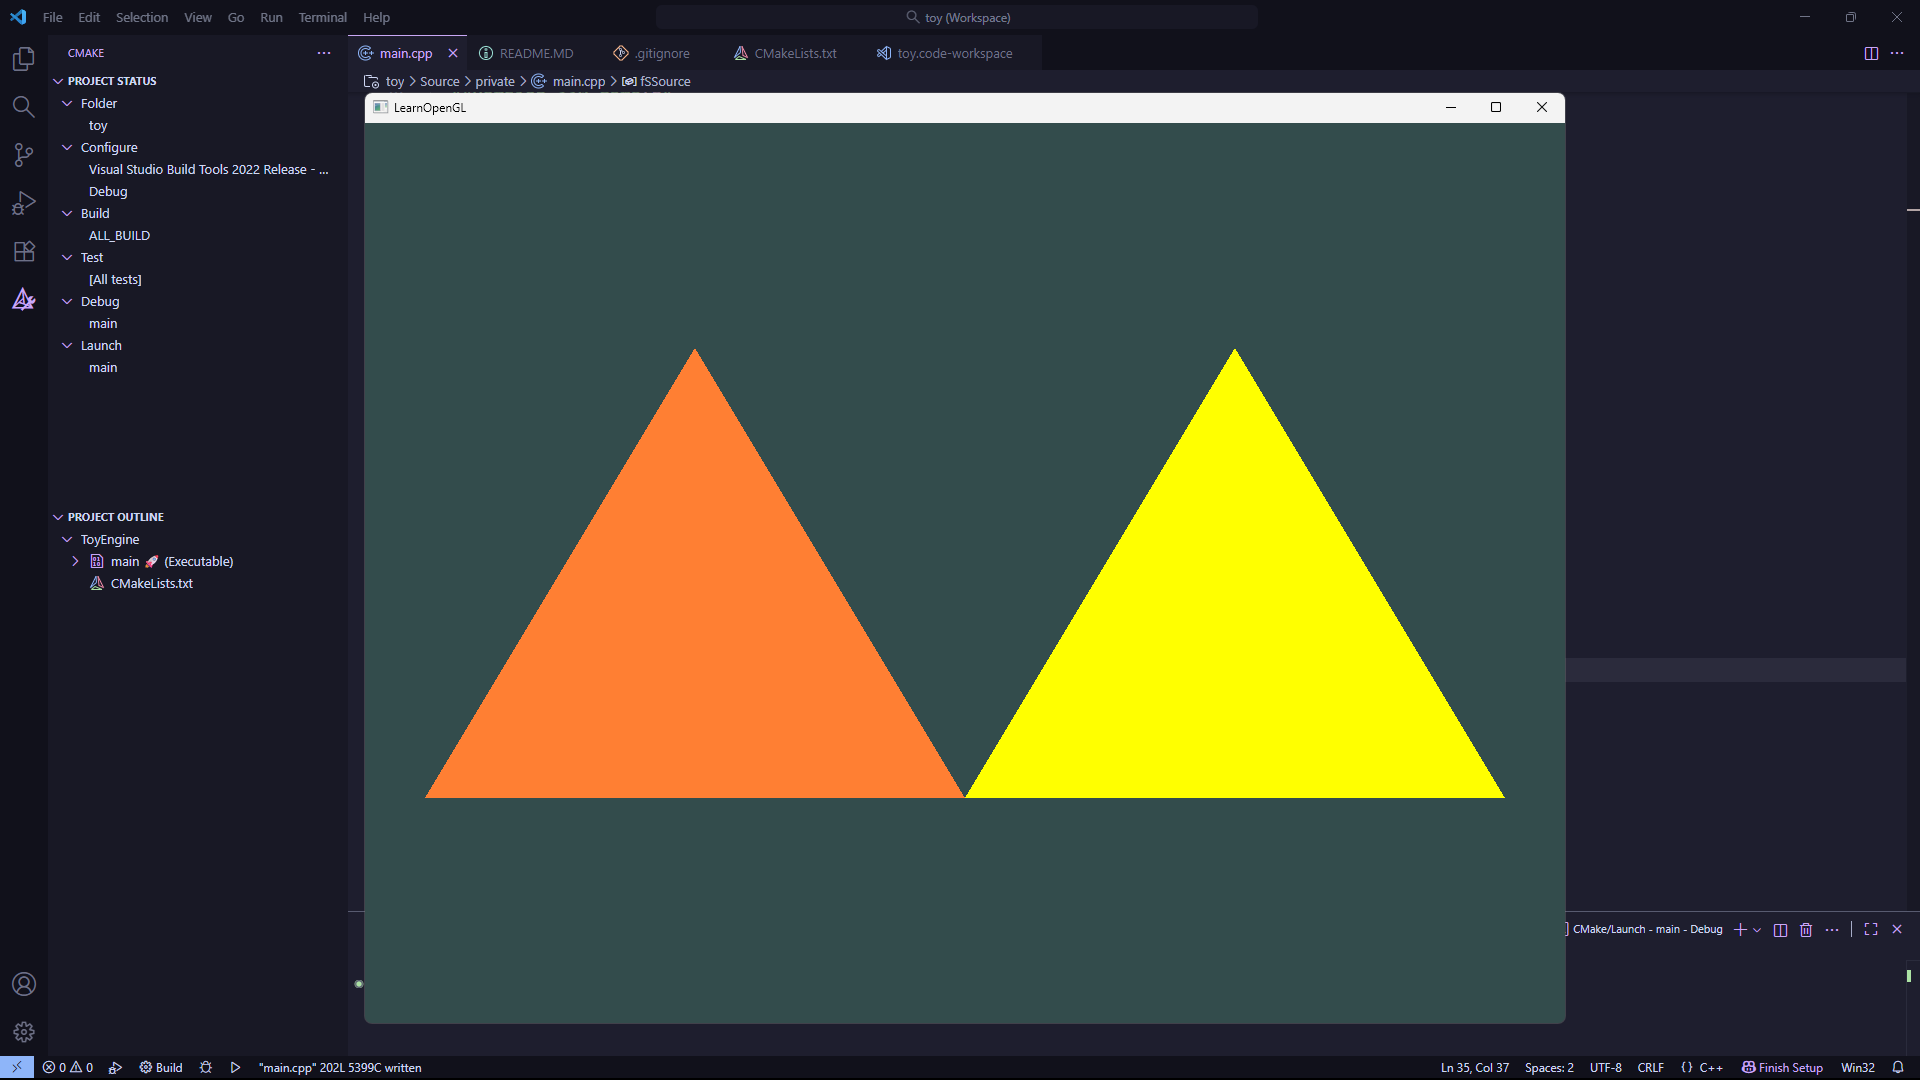 File Edit Selection View Go Run Terminal Help
toy (Workspace)
CMAKE
main.cpp README.MD .gitignore CMakeLists.txt toy.code-workspace
toy > Source > private > main.cpp > fSSource
PROJECT STATUS
Folder
toy
Configure
Visual Studio Build Tools 2022 Release - ...
Debug
Build
ALL_BUILD
Test
[All tests]
Debug
main
Launch
main
PROJECT OUTLINE
ToyEngine
main 🚀 (Executable)
CMakeLists.txt
LearnOpenGL
CMake/Launch - main - Debug
0 0 Build "main.cpp" 202L 5399C written
Ln 35, Col 37 Spaces: 2 UTF-8 CRLF {} C++ Finish Setup Win32